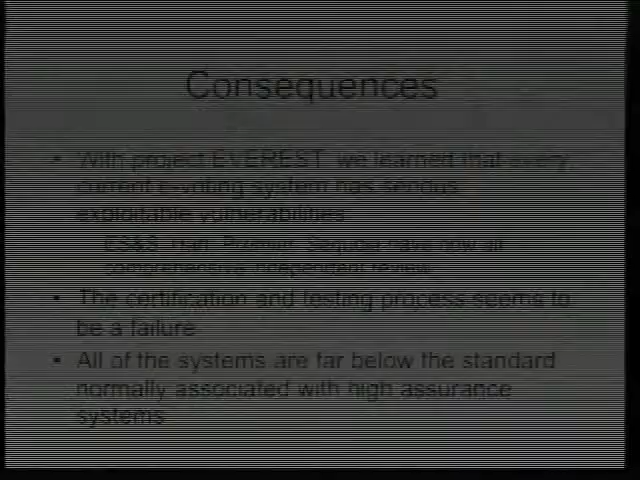 Consequences
• With project EVEREST, we learned that every
current e-voting system has serious
exploitable vulnerabilities
ES&S, Hart, Premier, Sequoia have now all
comprehensive independent review
• The certification and testing process seems to
be a failure
• All of the systems are far below the standard
normally associated with high assurance
systems